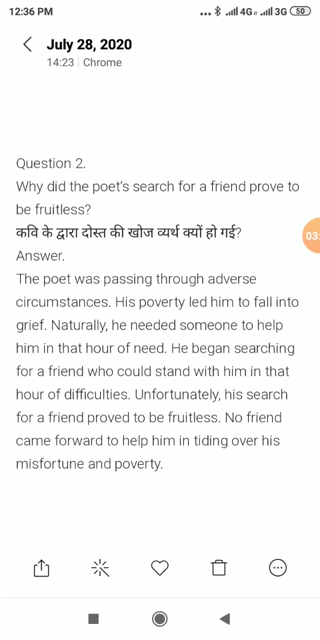 12:36 PM ... 4G 3G 50
July 28, 2020
14:23 Chrome
Question 2.
Why did the poet's search for a friend prove to
be fruitless?
कवि के द्वारा दोस्त की खोज व्यर्थ क्यों हो गई?
03:
Answer.
The poet was passing through adverse
circumstances. His poverty led him to fall into
grief. Naturally, he needed someone to help
him in that hour of need. He began searching
for a friend who could stand with him in that
hour of difficulties. Unfortunately, his search
for a friend proved to be fruitless. No friend
came forward to help him in tiding over his
misfortune and poverty.